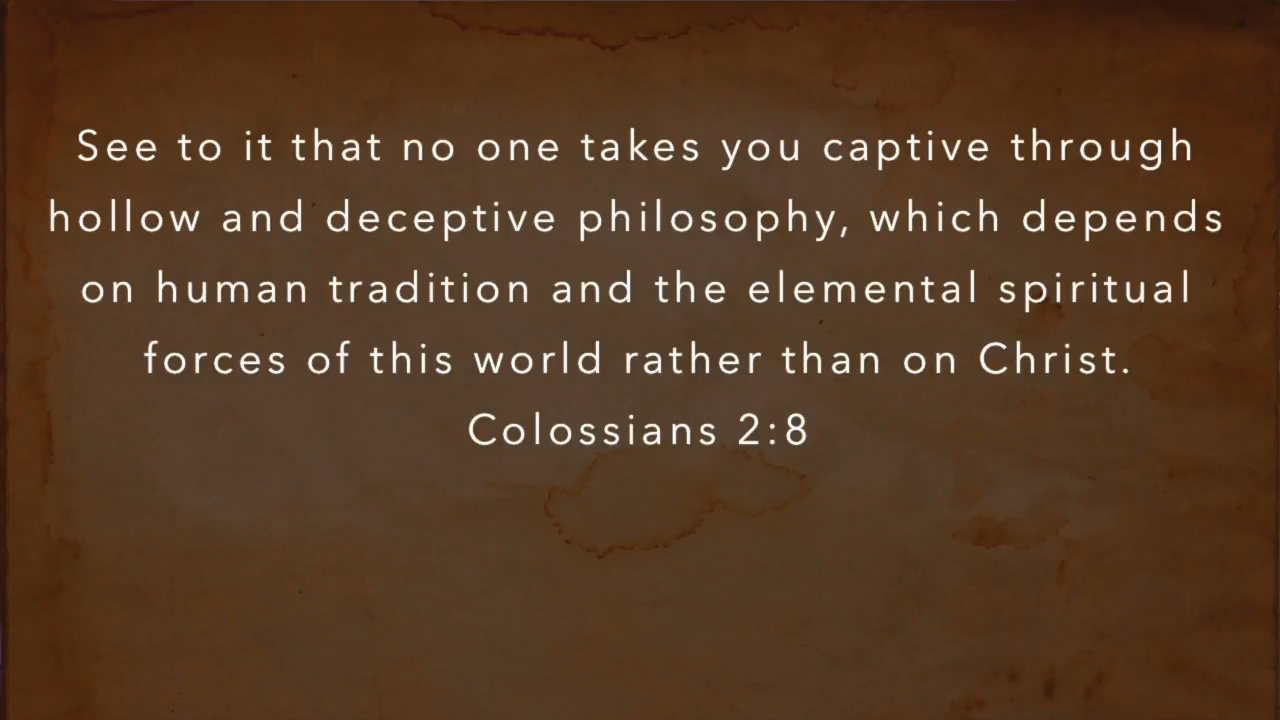 See to it that no one takes you captive through
hollow and deceptive philosophy, which depends
on human tradition and the elemental spiritual
forces of this world rather than on Christ.
Colossians 2:8